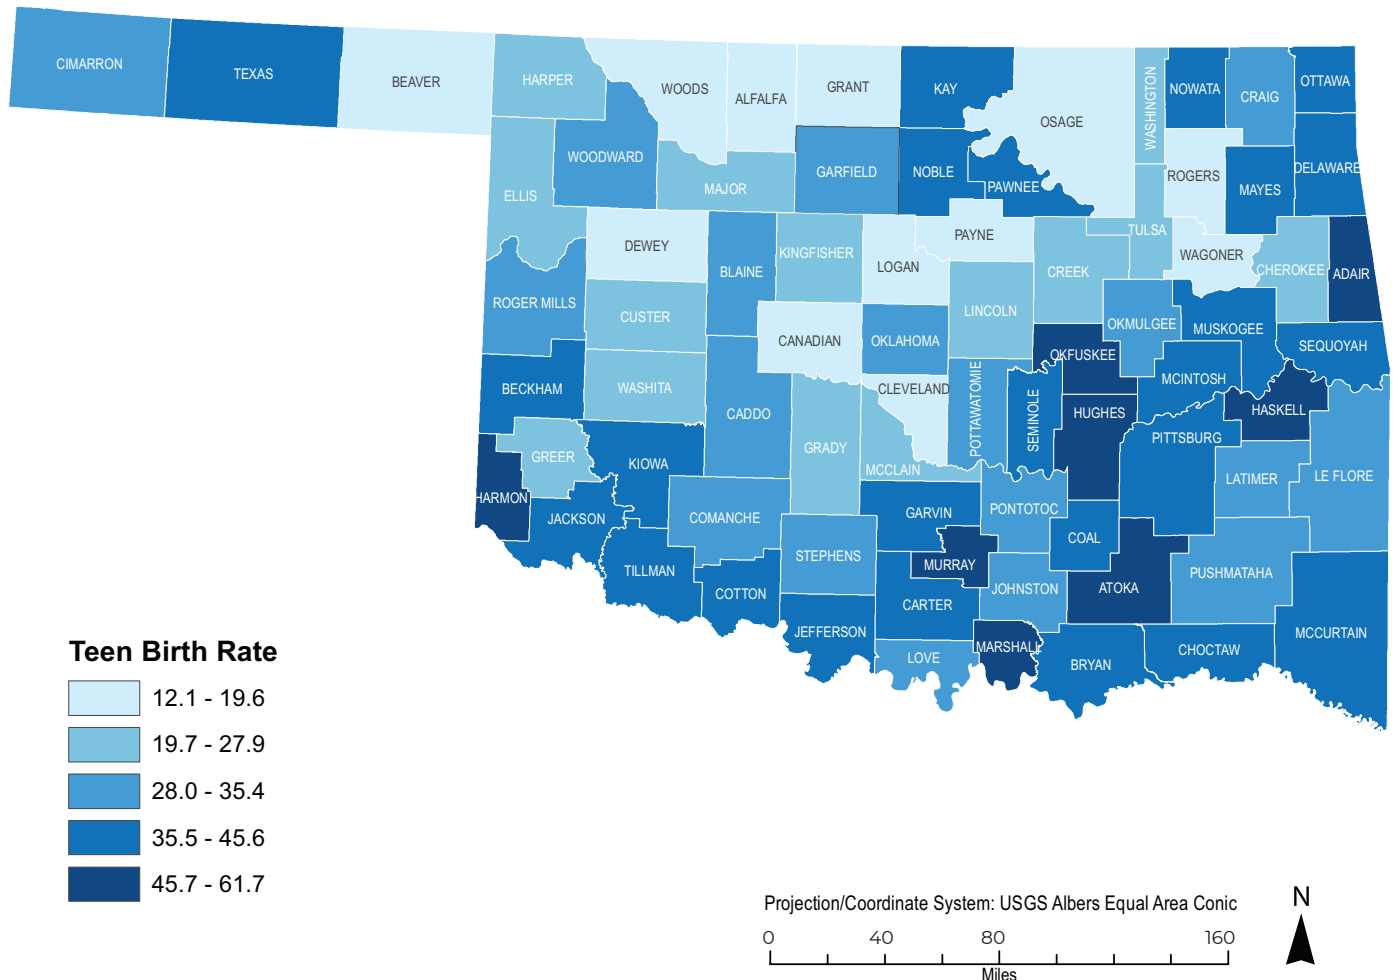 CIMARRON
TEXAS
BEAVER
HARPER
WOODS
ALFALFA
GRANT
KAY
OSAGE
WASHINGTON
NOWATA
CRAIG
OTTAWA
WOODWARD
ELLIS
MAJOR
GARFIELD
NOBLE
PAWNEE
ROGERS
MAYES
DELAWARE
DEWEY
BLAINE
KINGFISHER
LOGAN
PAYNE
CREEK
TULSA
WAGONER
CHEROKEE
ADAIR
ROGER MILLS
CUSTER
CANADIAN
OKLAHOMA
LINCOLN
OKFUSKEE
OKMULGEE
MUSKOGEE
SEQUOYAH
BECKHAM
WASHITA
CADDO
GRADY
CLEVELAND
MCCLAIN
POTTAWATOMIE
SEMINOLE
HUGHES
MCINTOSH
HASKELL
PITTSBURG
LATIMER
LE FLORE
HARMON
GREER
KIOWA
JACKSON
COMANCHE
TILLMAN
COTTON
STEPHENS
GARVIN
MURRAY
PONTOTOC
COAL
ATOKA
PUSHMATAHA
MCCURTAIN
JEFFERSON
CARTER
JOHNSTON
LOVE
MARSHALL
BRYAN
CHOCTAW
Teen Birth Rate
12.1 - 19.6
19.7 - 27.9
28.0 - 35.4
35.5 - 45.6
45.7 - 61.7
Projection/Coordinate System: USGS Albers Equal Area Conic
N
0 40 80 160
Miles